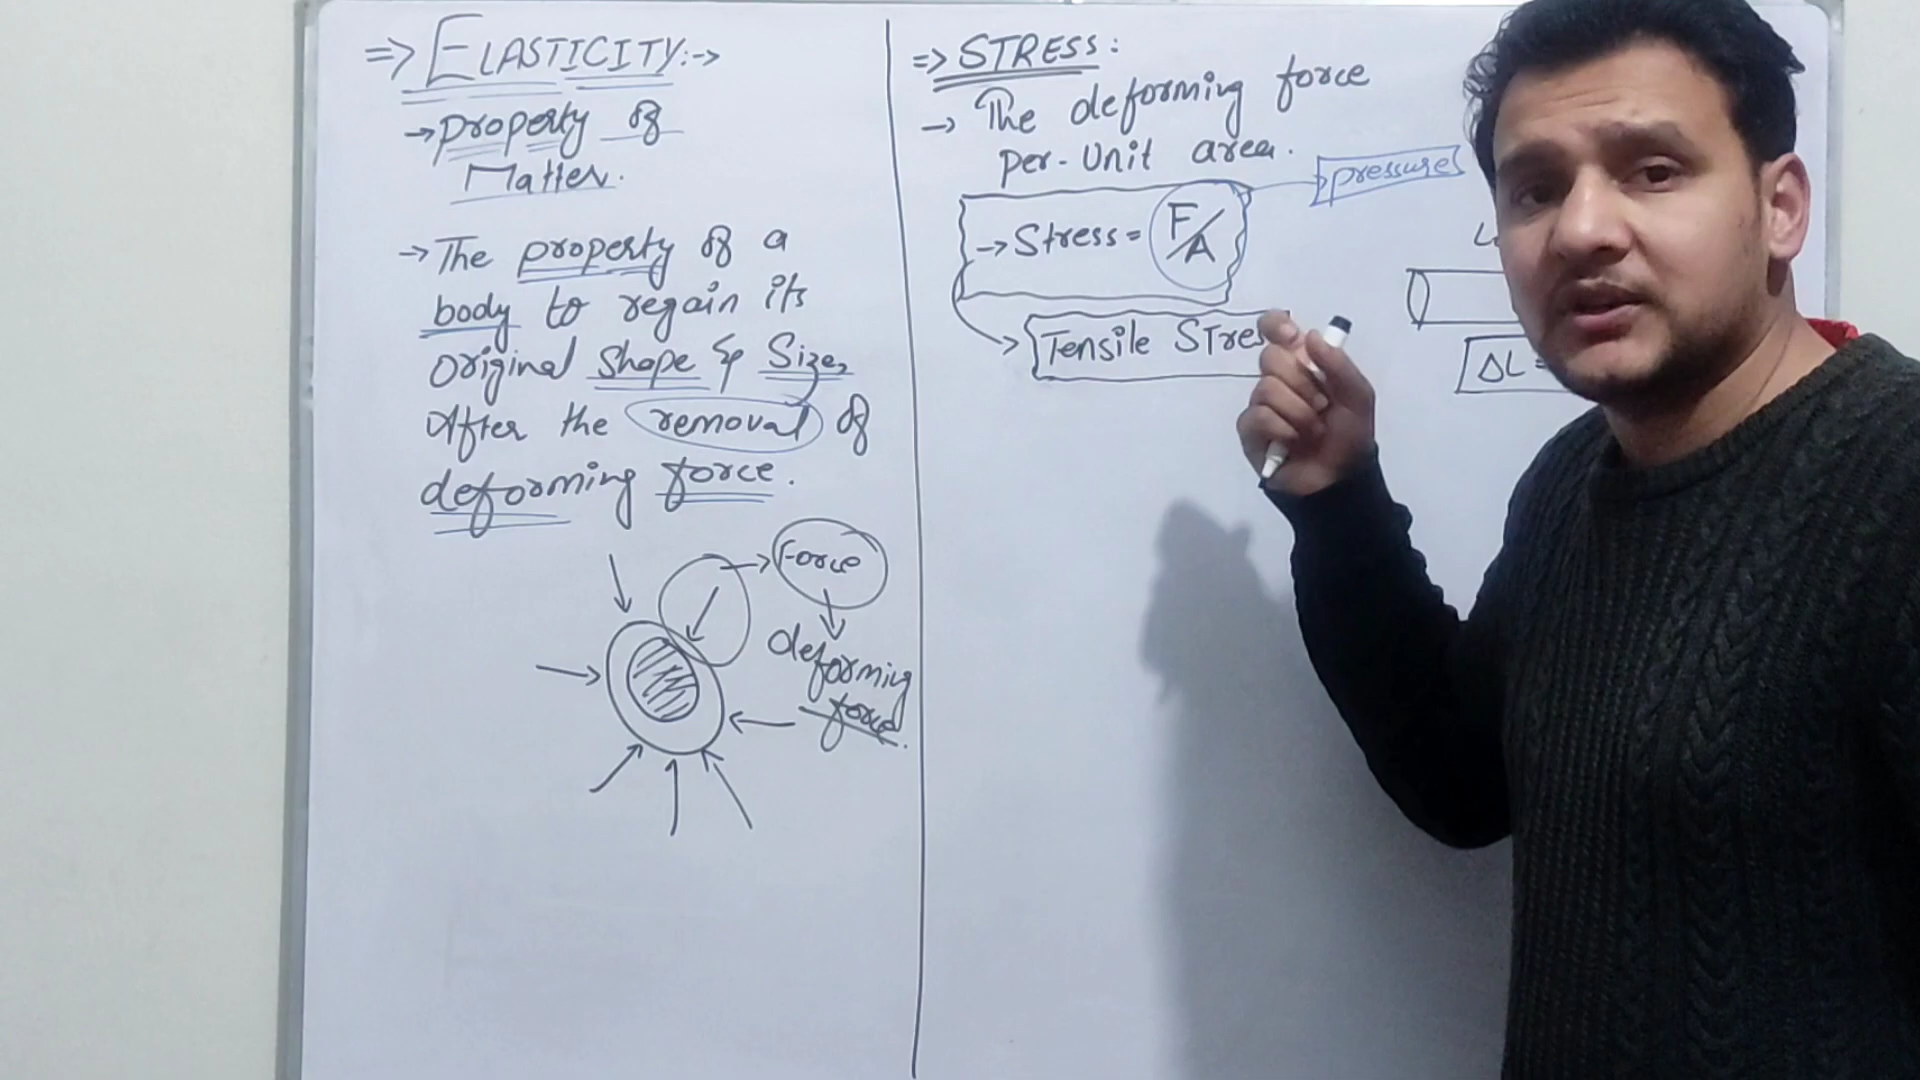 => ELASTICITY:->
→ property of
Matter.
→ The property of a
body to regain its
original shape & size,
After the removal of
deforming force.
Force
deforming
force.
=> STRESS:
→ The deforming force
per-Unit area.
pressure
→ Stress = F/A
Tensile Stres
ΔL =